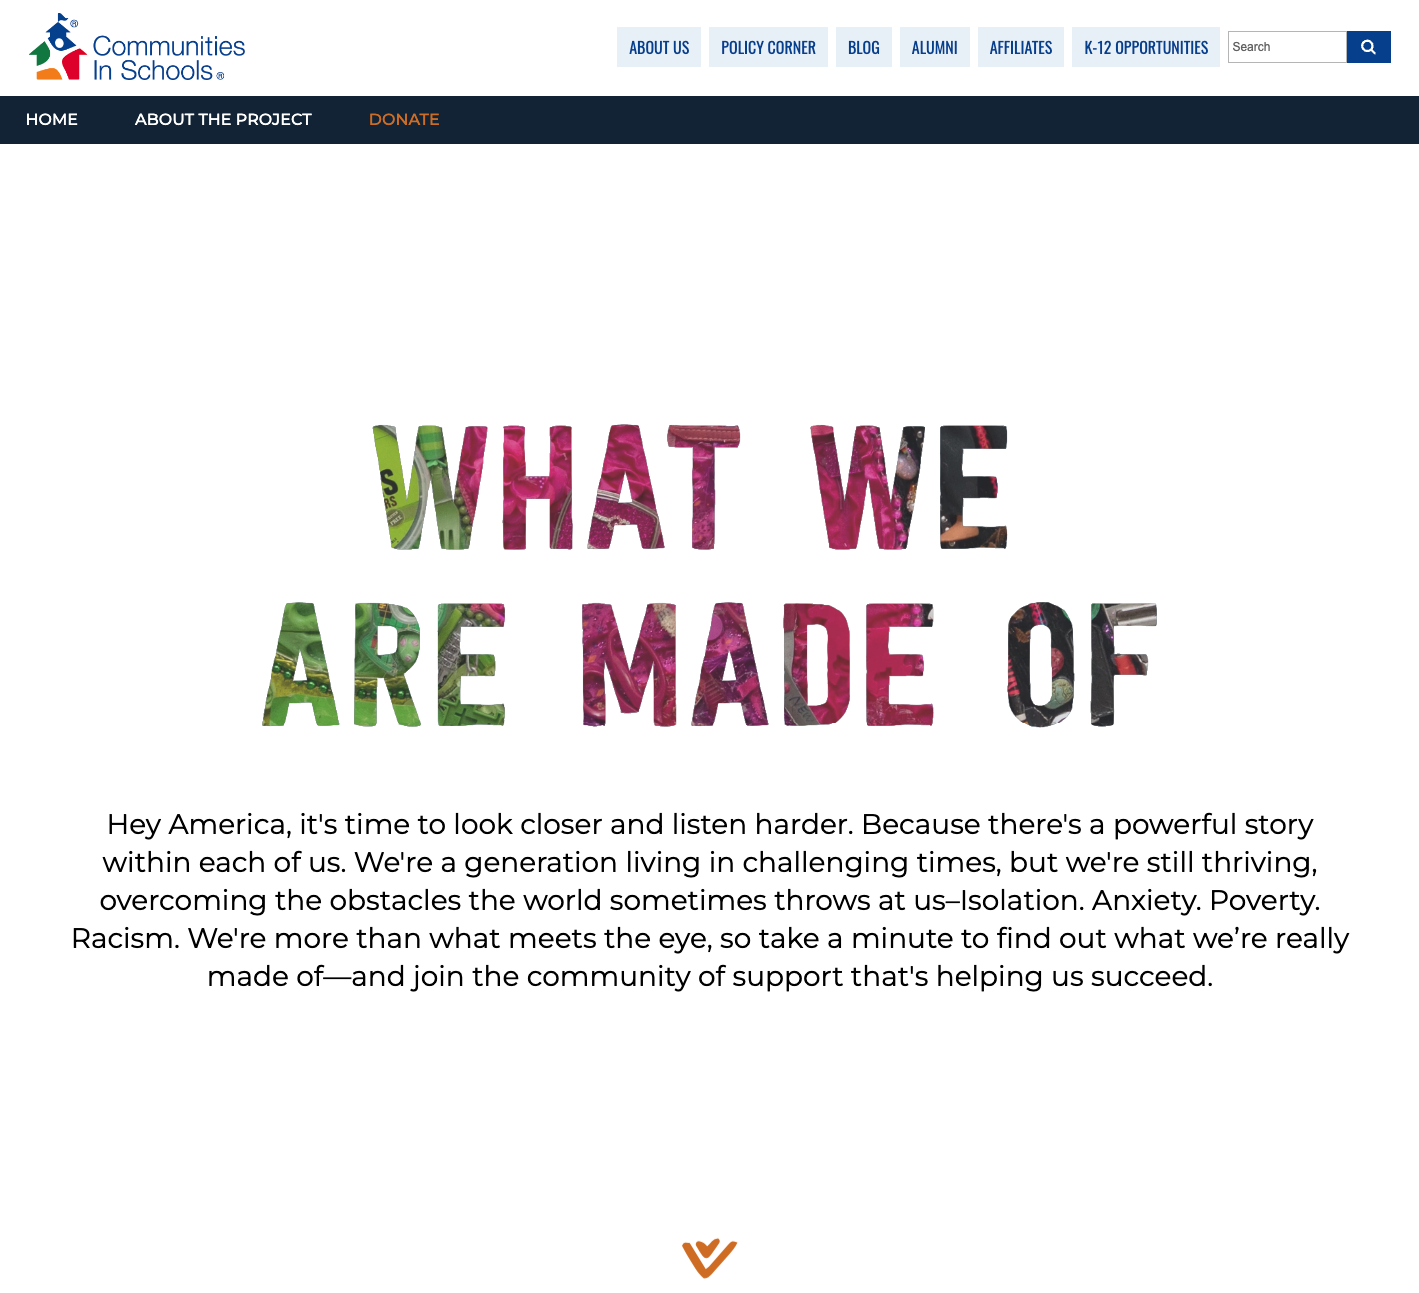 Communities
In Schools®
ABOUT US
POLICY CORNER
BLOG
ALUMNI
AFFILIATES
K-12 OPPORTUNITIES
Search
HOME
ABOUT THE PROJECT
DONATE
WHAT WE
ARE MADE OF
Hey America, it's time to look closer and listen harder. Because there's a powerful story
within each of us. We're a generation living in challenging times, but we're still thriving,
overcoming the obstacles the world sometimes throws at us–Isolation. Anxiety. Poverty.
Racism. We're more than what meets the eye, so take a minute to find out what we’re really
made of—and join the community of support that's helping us succeed.